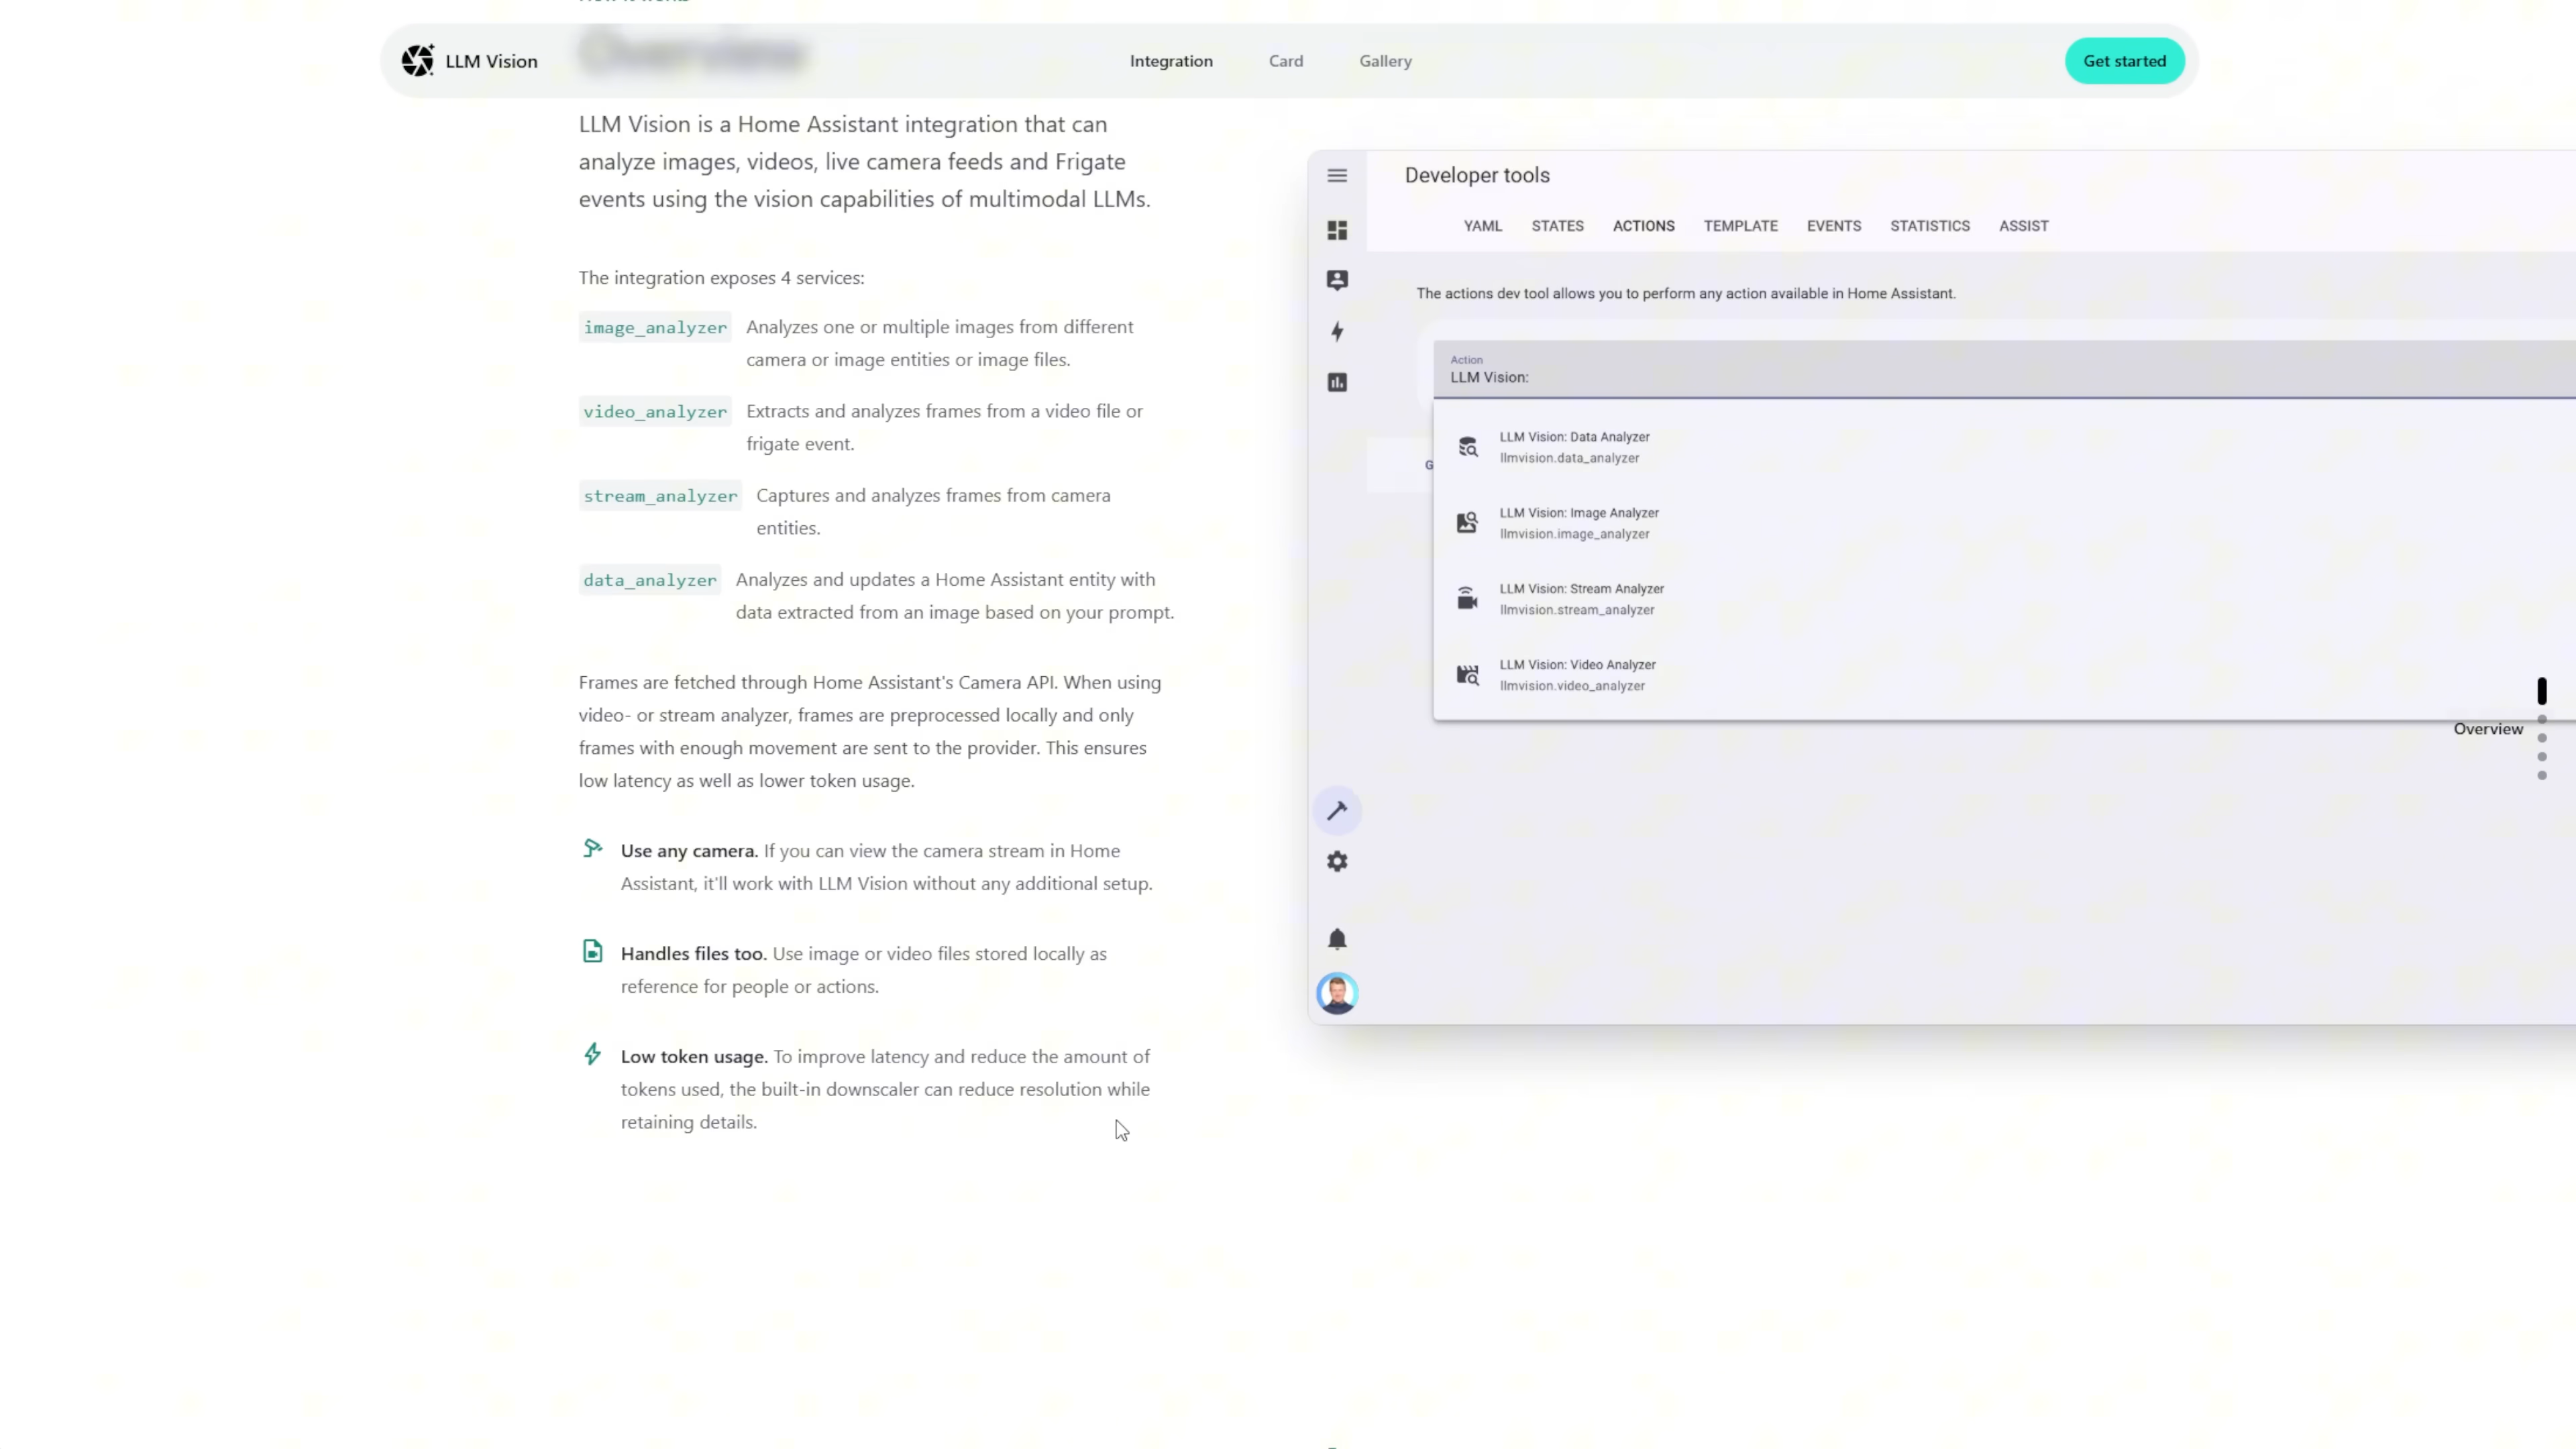 LLM Vision
Integration
Card
Gallery
Get started
Overview
LLM Vision is a Home Assistant integration that can
analyze images, videos, live camera feeds and Frigate
events using the vision capabilities of multimodal LLMs.
The integration exposes 4 services:
image_analyzer Analyzes one or multiple images from different
camera or image entities or image files.
video_analyzer Extracts and analyzes frames from a video file or
frigate event.
stream_analyzer Captures and analyzes frames from camera
entities.
data_analyzer Analyzes and updates a Home Assistant entity with
data extracted from an image based on your prompt.
Frames are fetched through Home Assistant's Camera API. When using
video- or stream analyzer, frames are preprocessed locally and only
frames with enough movement are sent to the provider. This ensures
low latency as well as lower token usage.
Use any camera. If you can view the camera stream in Home
Assistant, it'll work with LLM Vision without any additional setup.
Handles files too. Use image or video files stored locally as
reference for people or actions.
Low token usage. To improve latency and reduce the amount of
tokens used, the built-in downscaler can reduce resolution while
retaining details.
Developer tools
YAML STATES ACTIONS TEMPLATE EVENTS STATISTICS ASSIST
The actions dev tool allows you to perform any action available in Home Assistant.
Action
LLM Vision:
G
LLM Vision: Data Analyzer
llmvision.data_analyzer
LLM Vision: Image Analyzer
llmvision.image_analyzer
LLM Vision: Stream Analyzer
llmvision.stream_analyzer
LLM Vision: Video Analyzer
llmvision.video_analyzer
Overview